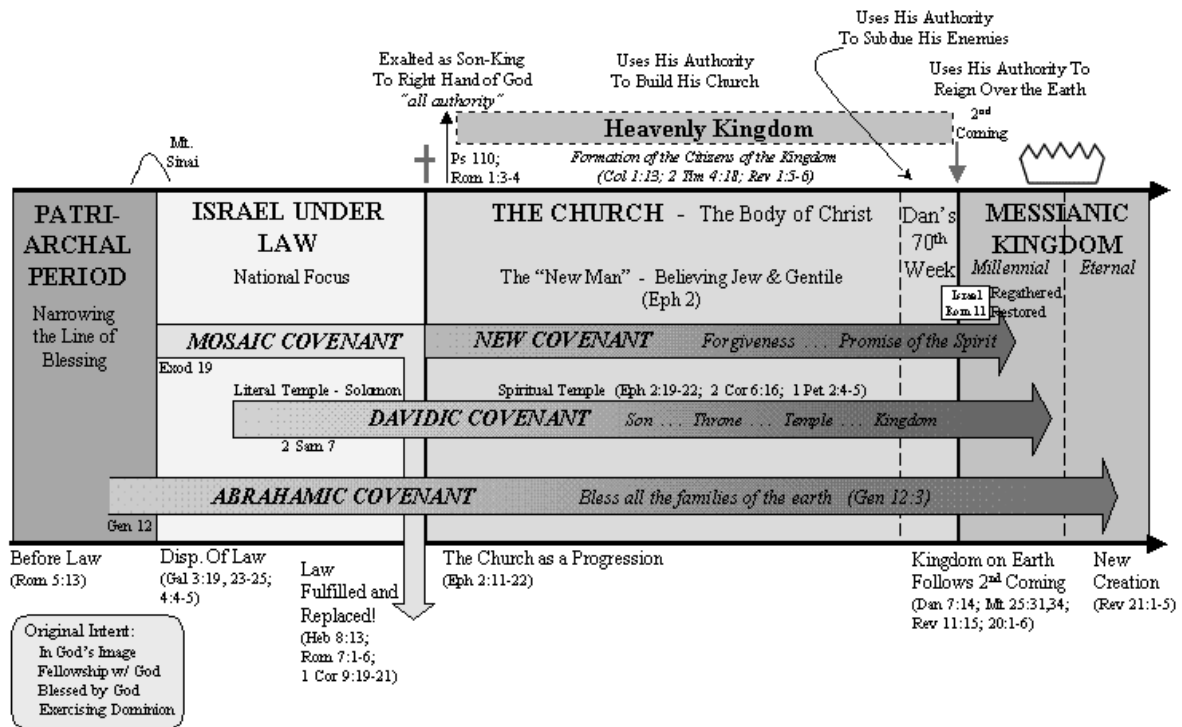 Uses His Authority
To Subdue His Enemies
Exalted as Son-King
To Right Hand of God
"all authority"
Uses His Authority
To Build His Church
Uses His Authority To
Reign Over the Earth
2nd
Coming
Heavenly Kingdom
Mt.
Sinai
Ps 110;
Rom 1:3-4
Formation of the Citizens of the Kingdom
(Col 1:13; 2 Tim 4:18; Rev 1:5-6)
PATRI-
ARCHAL
PERIOD
Narrowing
the Line of
Blessing
ISRAEL UNDER
LAW
National Focus
THE CHURCH - The Body of Christ
The "New Man" - Believing Jew & Gentile
(Eph 2)
Dan's
70th
Week
MESSIANIC
KINGDOM
Millennial Eternal
Israel
Rom 11
Regathered
Restored
MOSAIC COVENANT
NEW COVENANT Forgiveness ... Promise of the Spirit
Exod 19
Literal Temple - Solomon
Spiritual Temple (Eph 2:19-22; 2 Cor 6:16; 1 Pet 2:4-5)
DAVIDIC COVENANT Son ... Throne ... Temple ... Kingdom
2 Sam 7
ABRAHAMIC COVENANT Bless all the families of the earth (Gen 12:3)
Gen 12
Before Law
(Rom 5:13)
Disp. Of Law
(Gal 3:19, 23-25;
4:4-5)
Law
Fulfilled and
Replaced!
(Heb 8:13;
Rom 7:1-6;
1 Cor 9:19-21)
The Church as a Progression
(Eph 2:11-22)
Kingdom on Earth
Follows 2nd Coming
(Dan 7:14; Mt 25:31,34;
Rev 11:15; 20:1-6)
New
Creation
(Rev 21:1-5)
Original Intent:
In God's Image
Fellowship w/ God
Blessed by God
Exercising Dominion